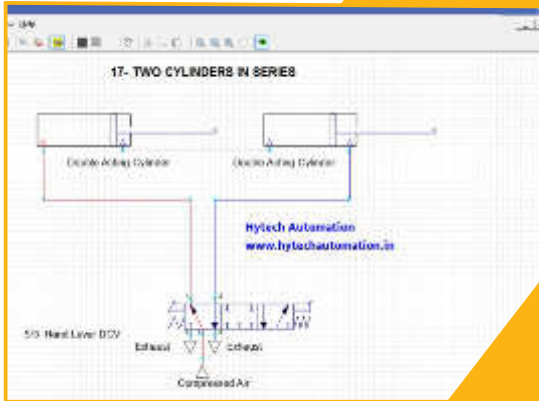 17- TWO CYLINDERS IN SERIES
Double Acting Cylinder
Double Acting Cylinder
Hytech Automation
www.hytechautomation.in
5/3 Hand Lever DCV
Exhaust
Exhaust
Compressed Air